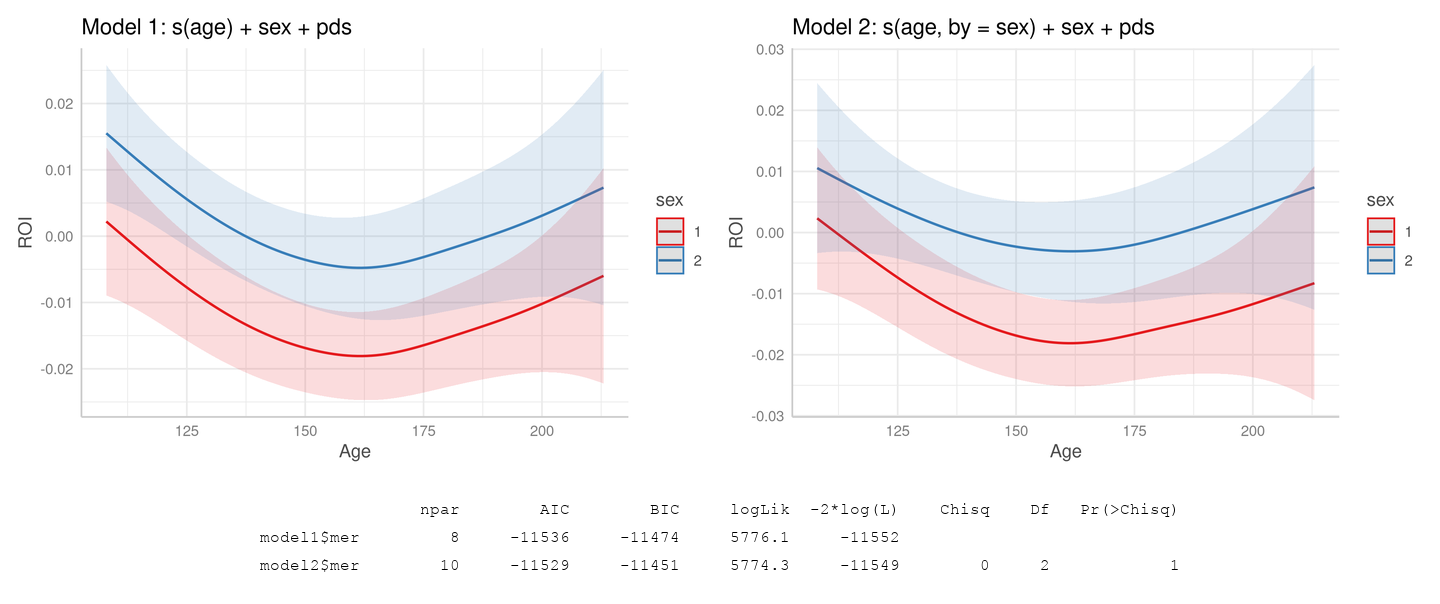 Model 1: s(age) + sex + pds
0.02
0.01
0.00
-0.01
-0.02
ROI
125 150 175 200
Age
sex
1
2
Model 2: s(age, by = sex) + sex + pds
0.03
0.02
0.01
0.00
-0.01
-0.02
-0.03
ROI
125 150 175 200
Age
sex
1
2
npar AIC BIC logLik -2*log(L) Chisq Df Pr(>Chisq)
model1$mer 8 -11536 -11474 5776.1 -11552
model2$mer 10 -11529 -11451 5774.3 -11549 0 2 1